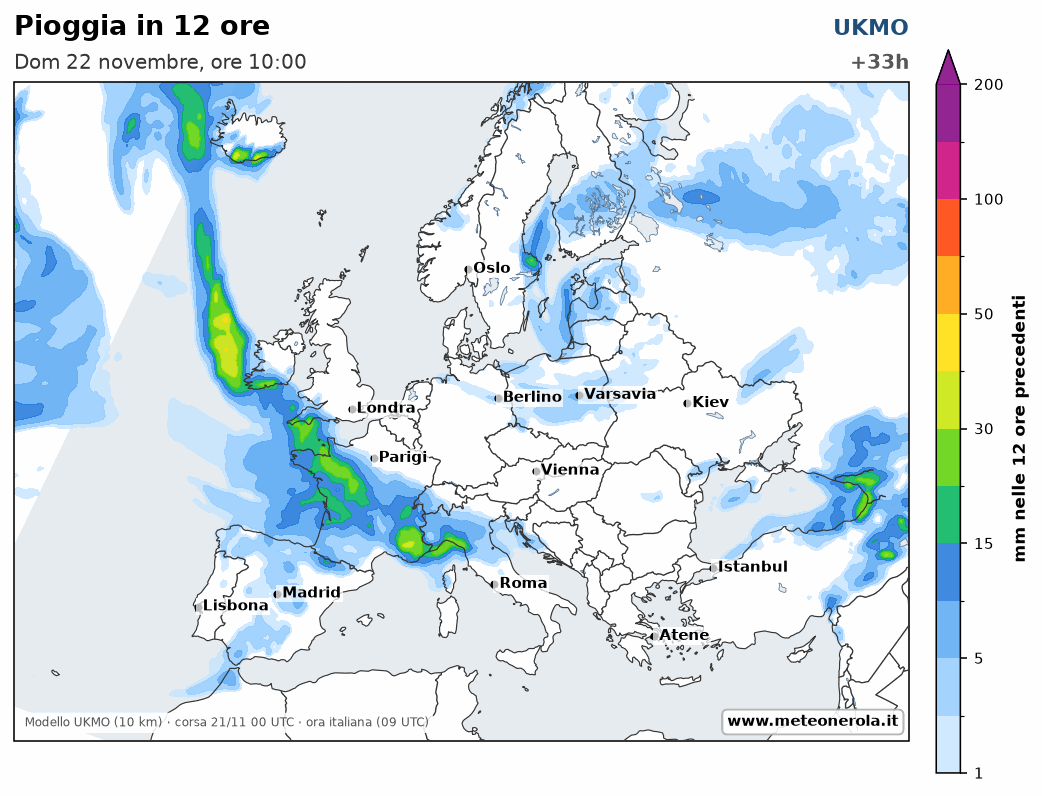 Pioggia in 12 ore
UKMO
Dom 22 novembre, ore 10:00
+33h
200
100
50
30
15
5
1
mm nelle 12 ore precedenti
Oslo
Londra
Berlino
Varsavia
Kiev
Parigi
Vienna
Istanbul
Roma
Madrid
Lisbona
Atene
Modello UKMO (10 km) · corsa 21/11 00 UTC · ora italiana (09 UTC)
www.meteonerola.it